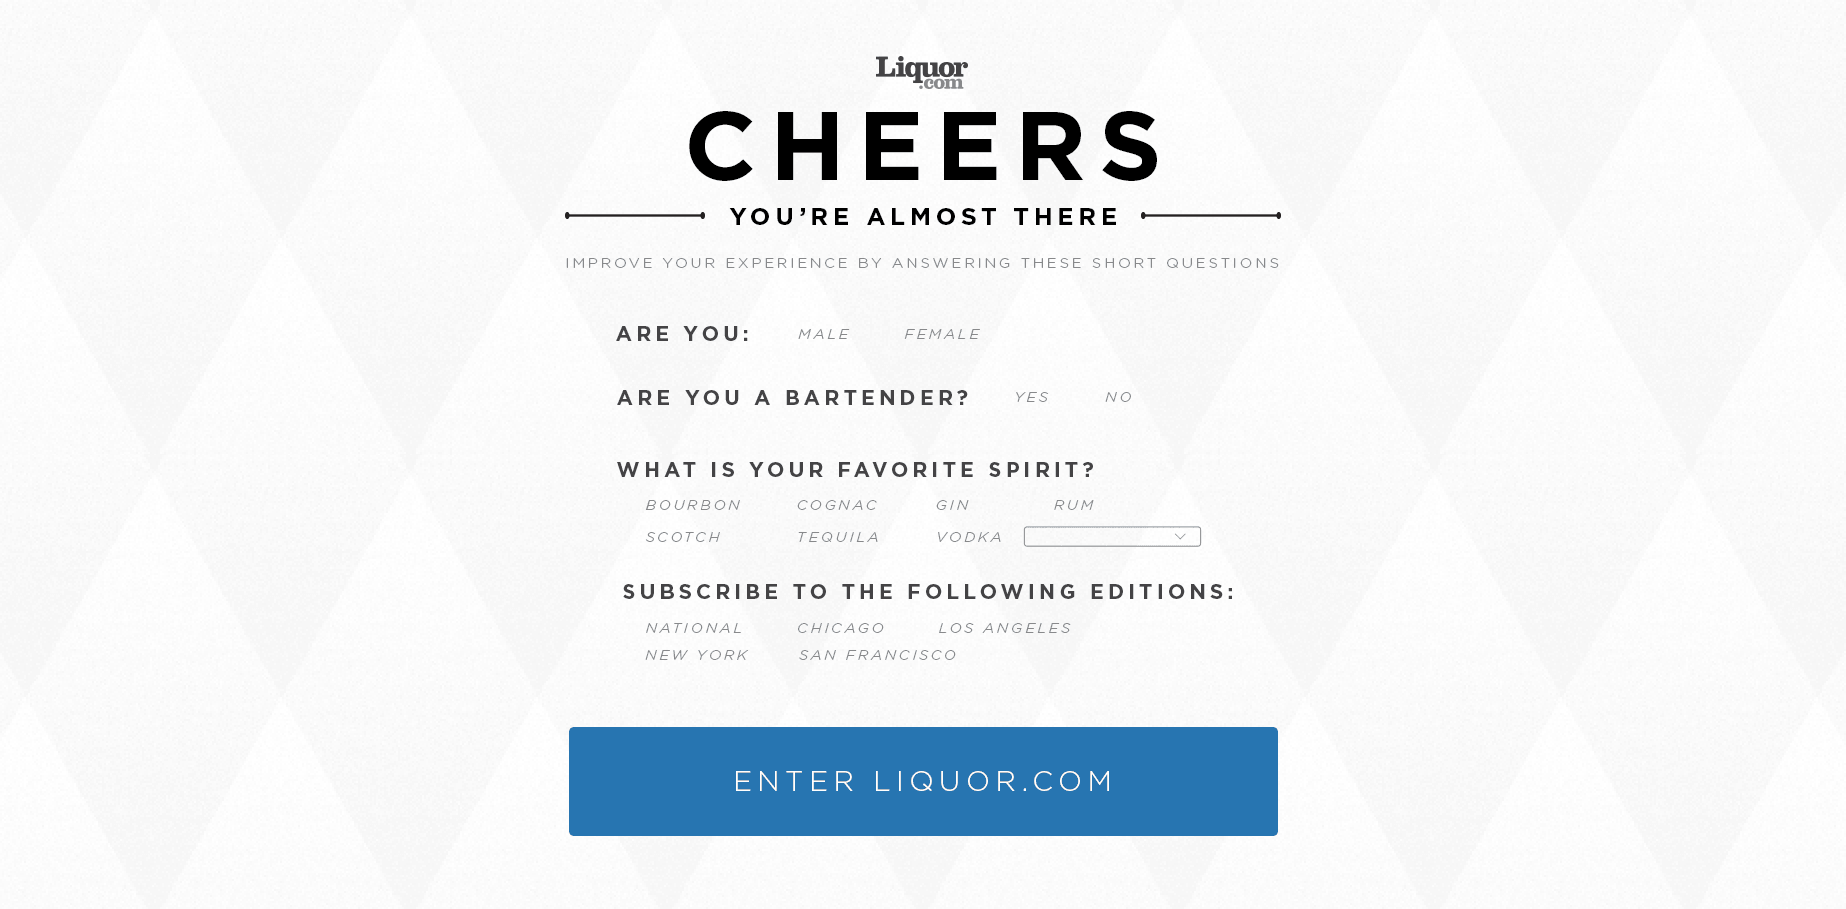 Liquor
.com
CHEERS
YOU'RE ALMOST THERE
IMPROVE YOUR EXPERIENCE BY ANSWERING THESE SHORT QUESTIONS
ARE YOU: MALE FEMALE
ARE YOU A BARTENDER? YES NO
WHAT IS YOUR FAVORITE SPIRIT?
BOURBON COGNAC GIN RUM
SCOTCH TEQUILA VODKA
SUBSCRIBE TO THE FOLLOWING EDITIONS:
NATIONAL CHICAGO LOS ANGELES
NEW YORK SAN FRANCISCO
ENTER LIQUOR.COM